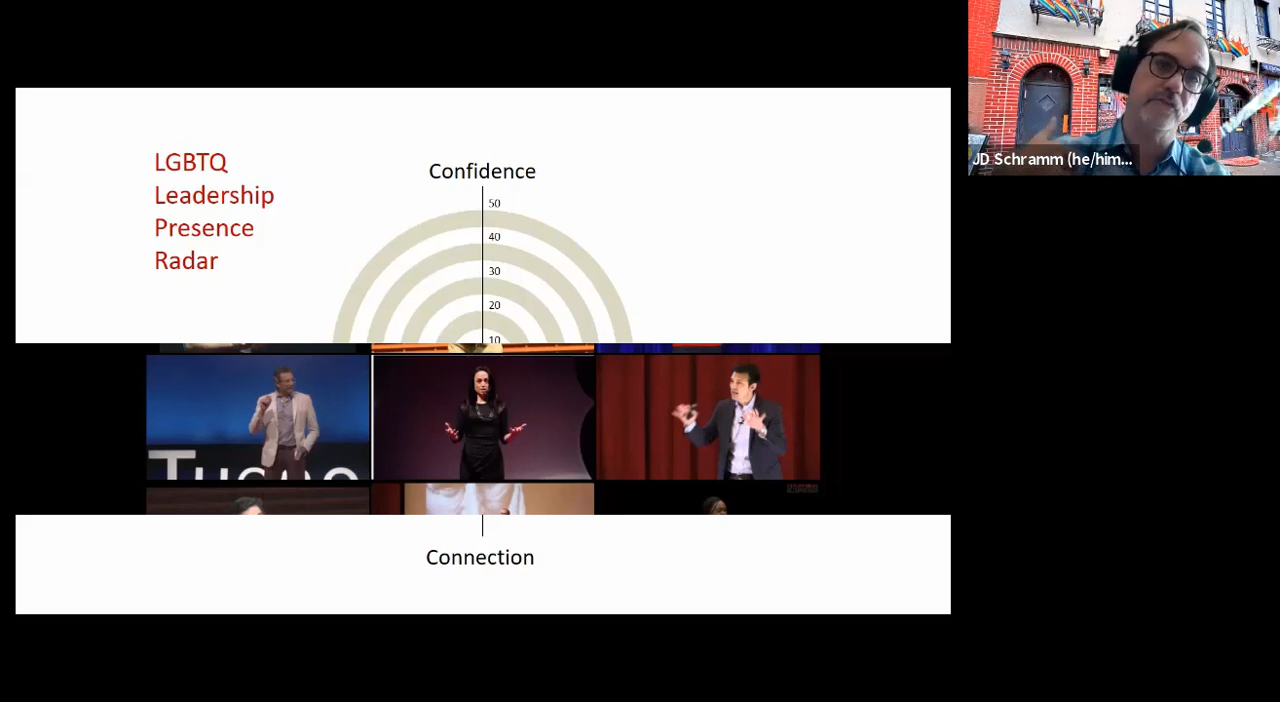 LGBTQ
Leadership
Presence
Radar
Confidence
50
40
30
20
10
JD Schramm (he/him...
Connection